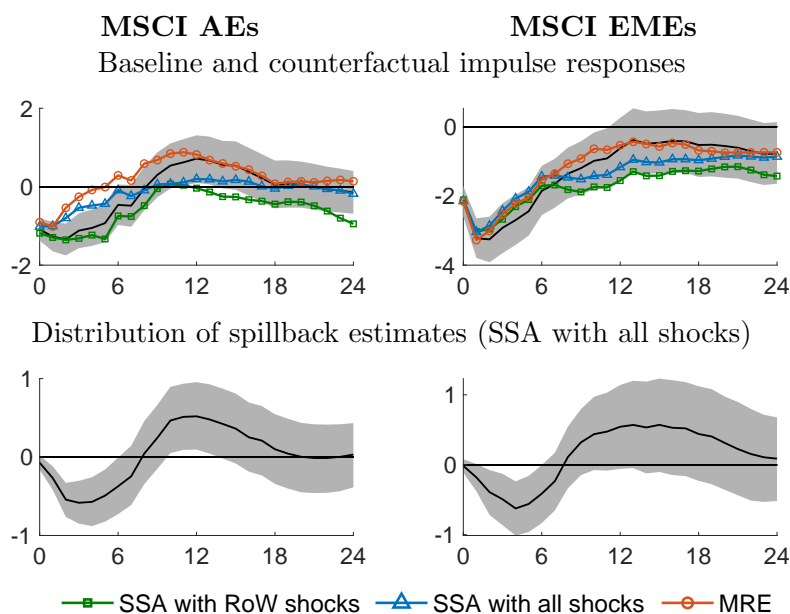 MSCI AEs MSCI EMEs
Baseline and counterfactual impulse responses
2 0
0 -2
-2 -4
0 6 12 18 24 0 6 12 18 24
Distribution of spillback estimates (SSA with all shocks)
1 1
0 0
-1 -1
0 6 12 18 24 0 6 12 18 24
SSA with RoW shocks SSA with all shocks MRE